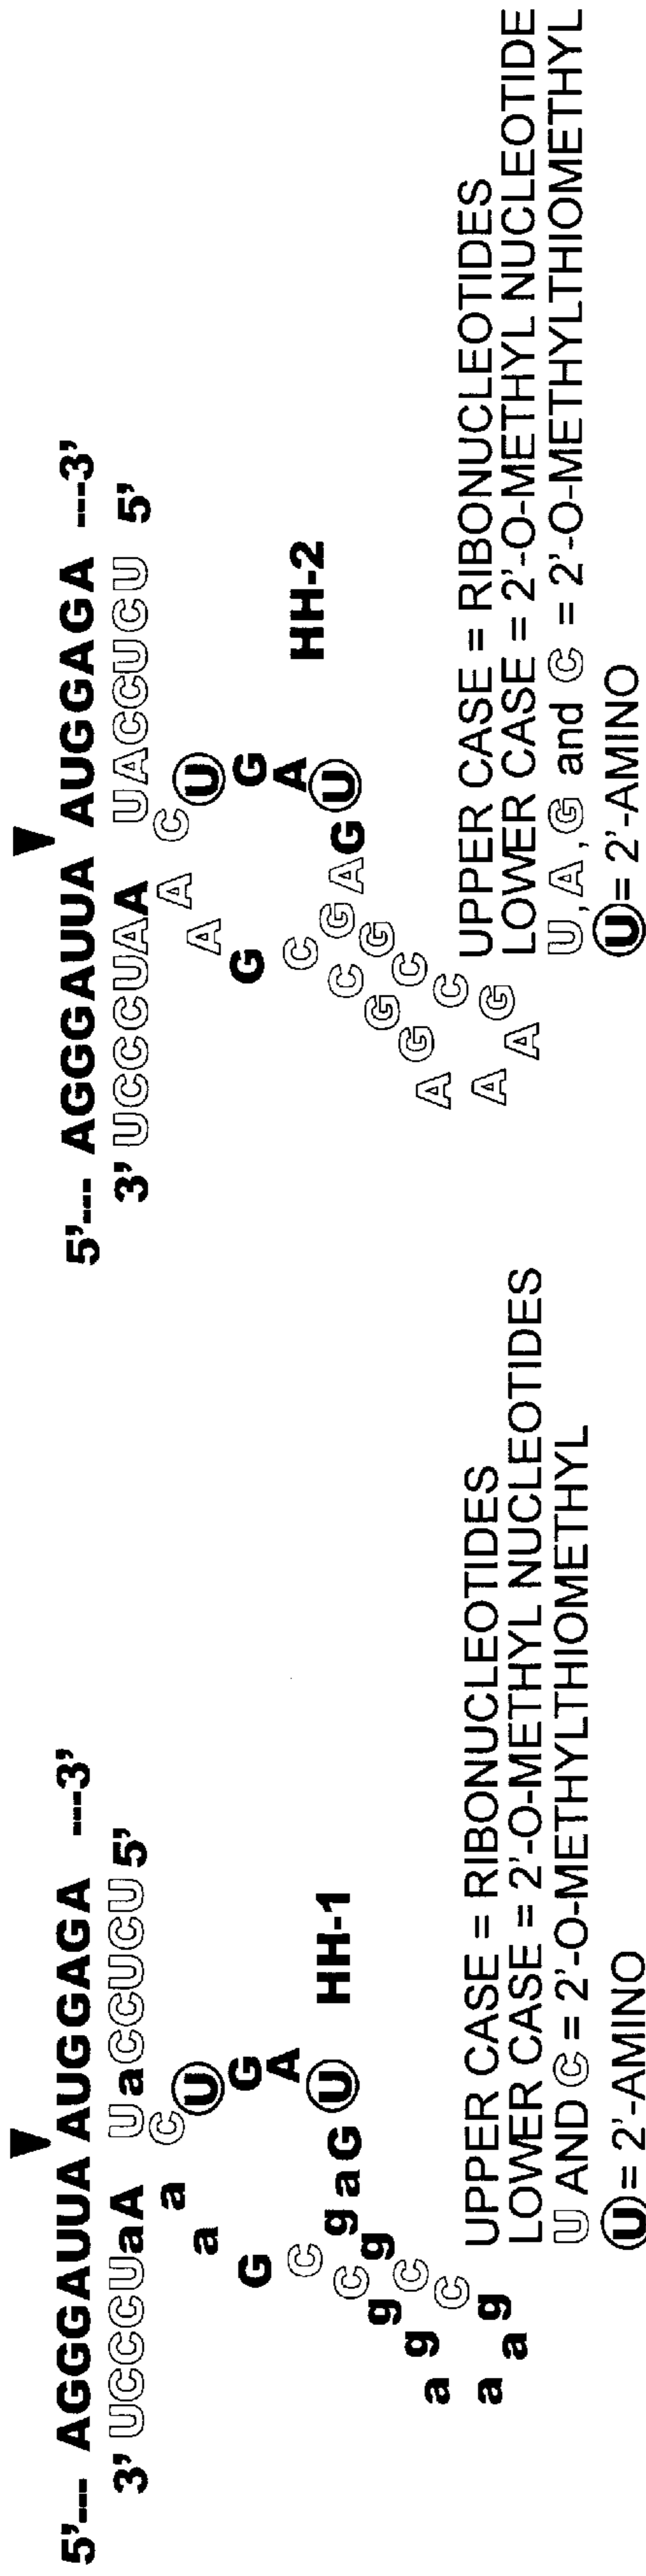 5'--- AGGGAUUA AUGGAGA ---3'
3' UCCCUaA UaCCUCU 5'
a C
a U
G G
A
C g a G U
HH-1
C g
g C
g C
a g
a a
UPPER CASE = RIBONUCLEOTIDES
LOWER CASE = 2'-O-METHYL NUCLEOTIDES
U AND C = 2'-O-METHYLTHIOMETHYL
U = 2'-AMINO
5'--- AGGGAUUA AUGGAGA ---3'
3' UCCCUAA UACCUCU 5'
A C
A U
G G
A
C G A G U
HH-2
C G
G C
G C
A G
A A
UPPER CASE = RIBONUCLEOTIDES
LOWER CASE = 2'-O-METHYL NUCLEOTIDE
U, A, G and C = 2'-O-METHYLTHIOMETHYL
U = 2'-AMINO